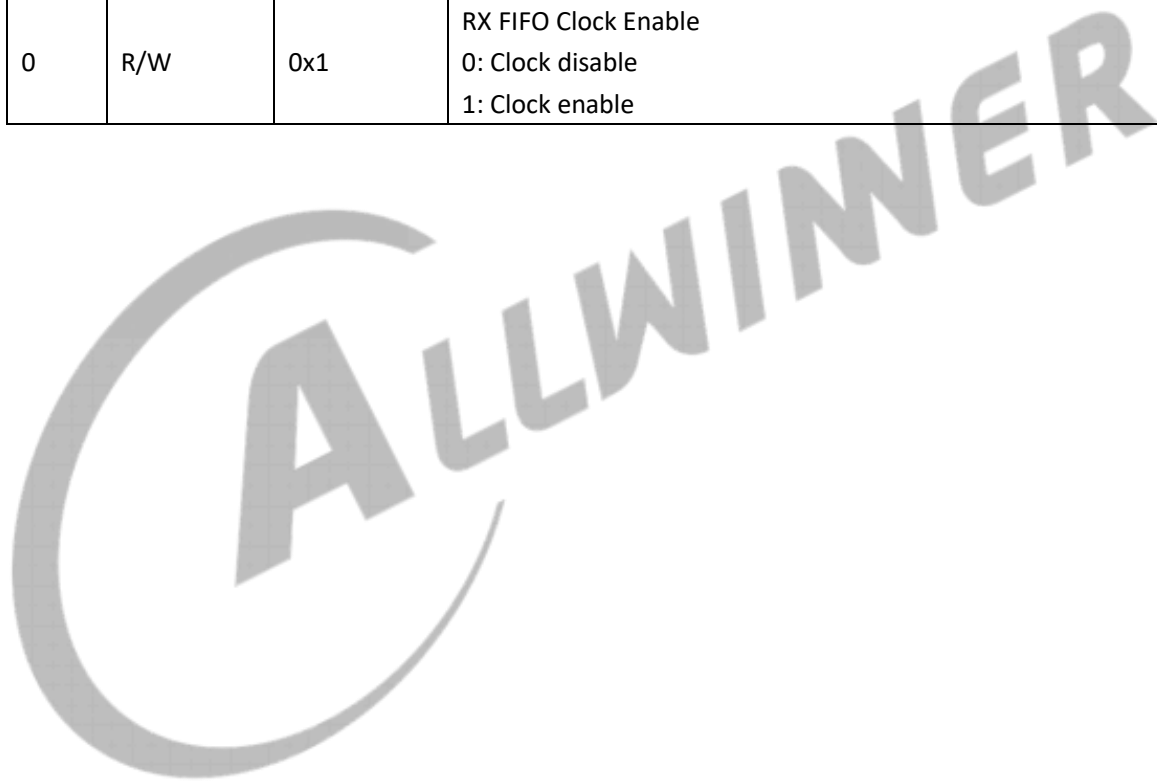 0 R/W 0x1 RX FIFO Clock Enable
0: Clock disable
1: Clock enable
ALLWINNER